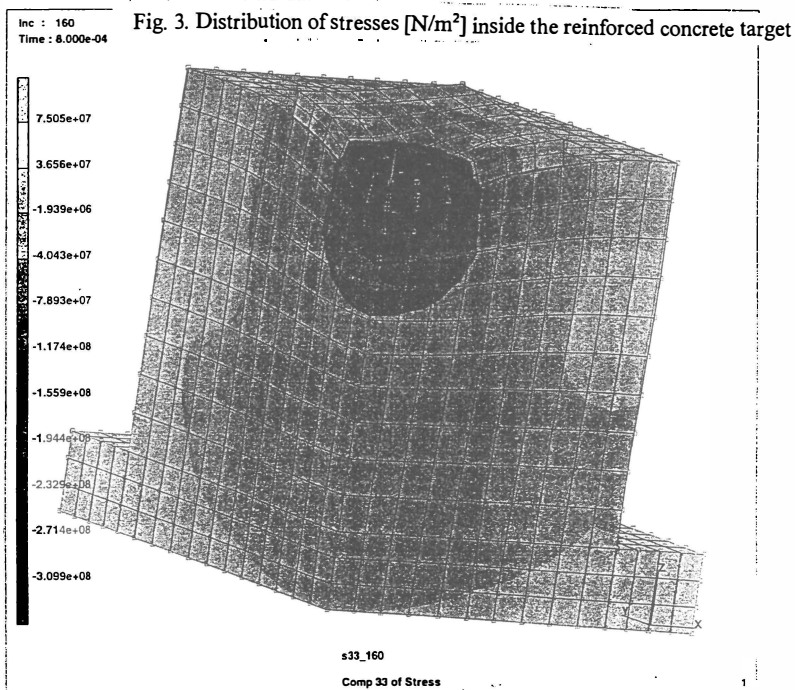 Fig. 3. Distribution of stresses [N/m²] inside the reinforced concrete target
Inc : 160
Time : 8.000e-04
7.505e+07
3.656e+07
-1.939e+06
-4.043e+07
-7.893e+07
-1.174e+08
-1.559e+08
-1.944e+08
-2.329e+08
-2.714e+08
-3.099e+08
Z
Y
X
s33_160
Comp 33 of Stress
1